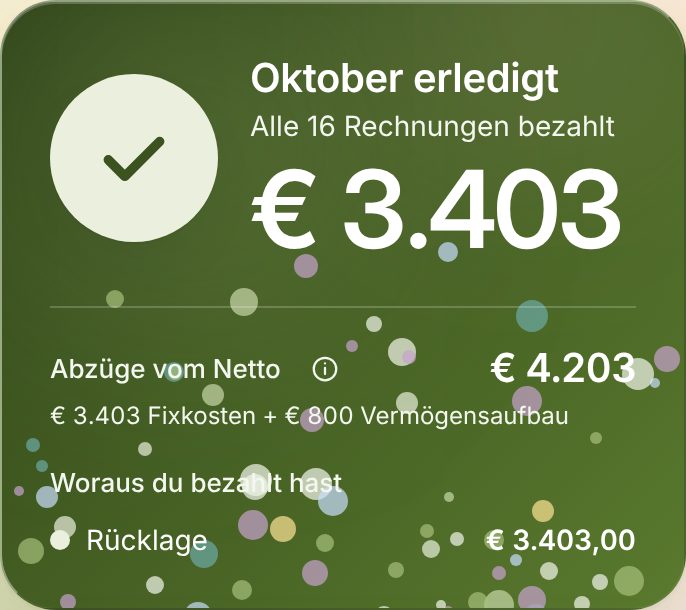 Oktober erledigt
Alle 16 Rechnungen bezahlt
€ 3.403
Abzüge vom Netto € 4.203
€ 3.403 Fixkosten + € 800 Vermögensaufbau
Woraus du bezahlt hast
Rücklage € 3.403,00